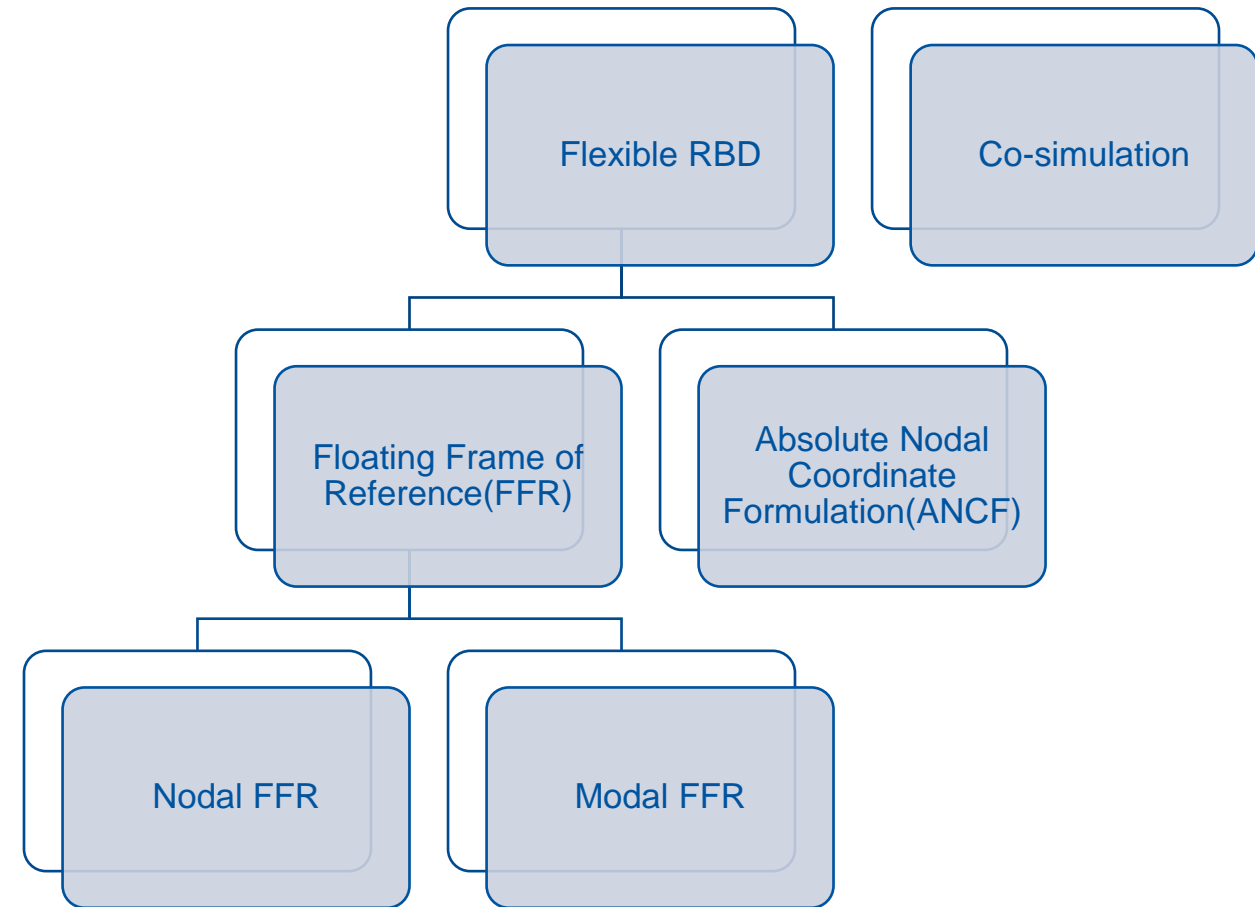 Flexible RBD
Co-simulation
Floating Frame of
Reference(FFR)
Absolute Nodal
Coordinate
Formulation(ANCF)
Nodal FFR
Modal FFR